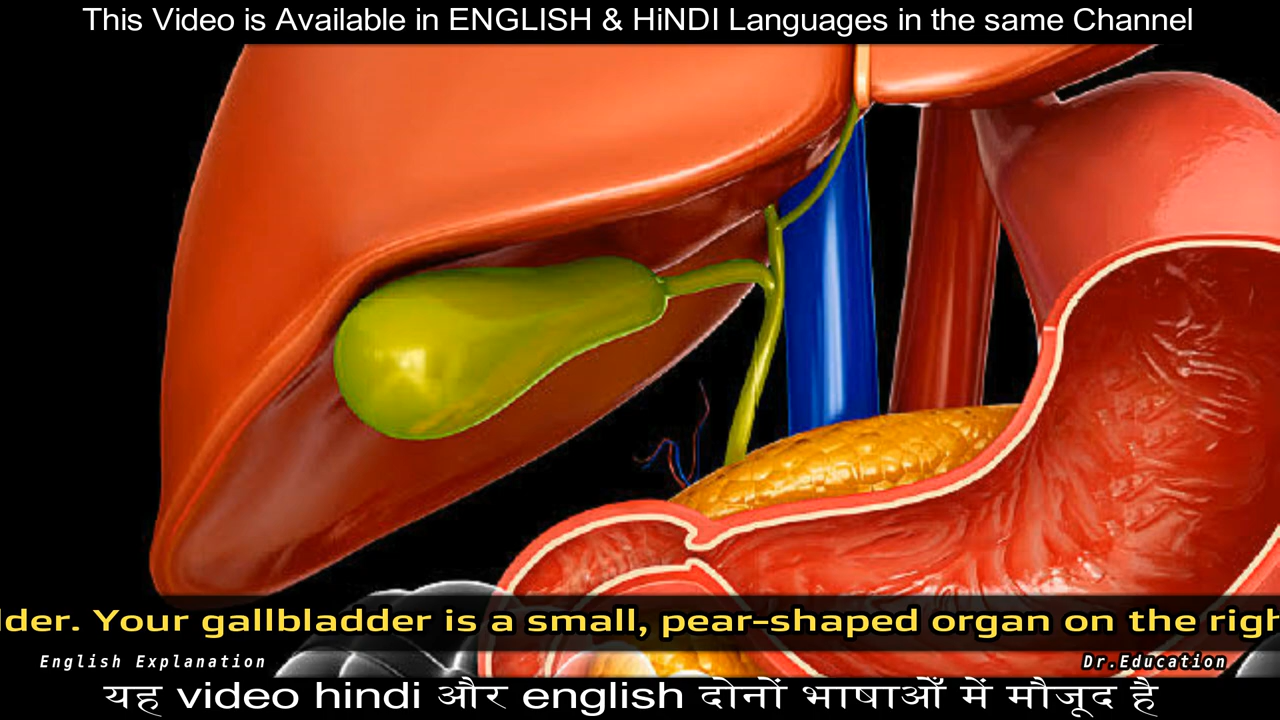 This Video is Available in ENGLISH & HiNDI Languages in the same Channel
Your gallbladder is a small, pear-shaped organ on the
English Explanation
Dr.Education
यह video hindi और english दोनों भाषाओँ में मौजूद है